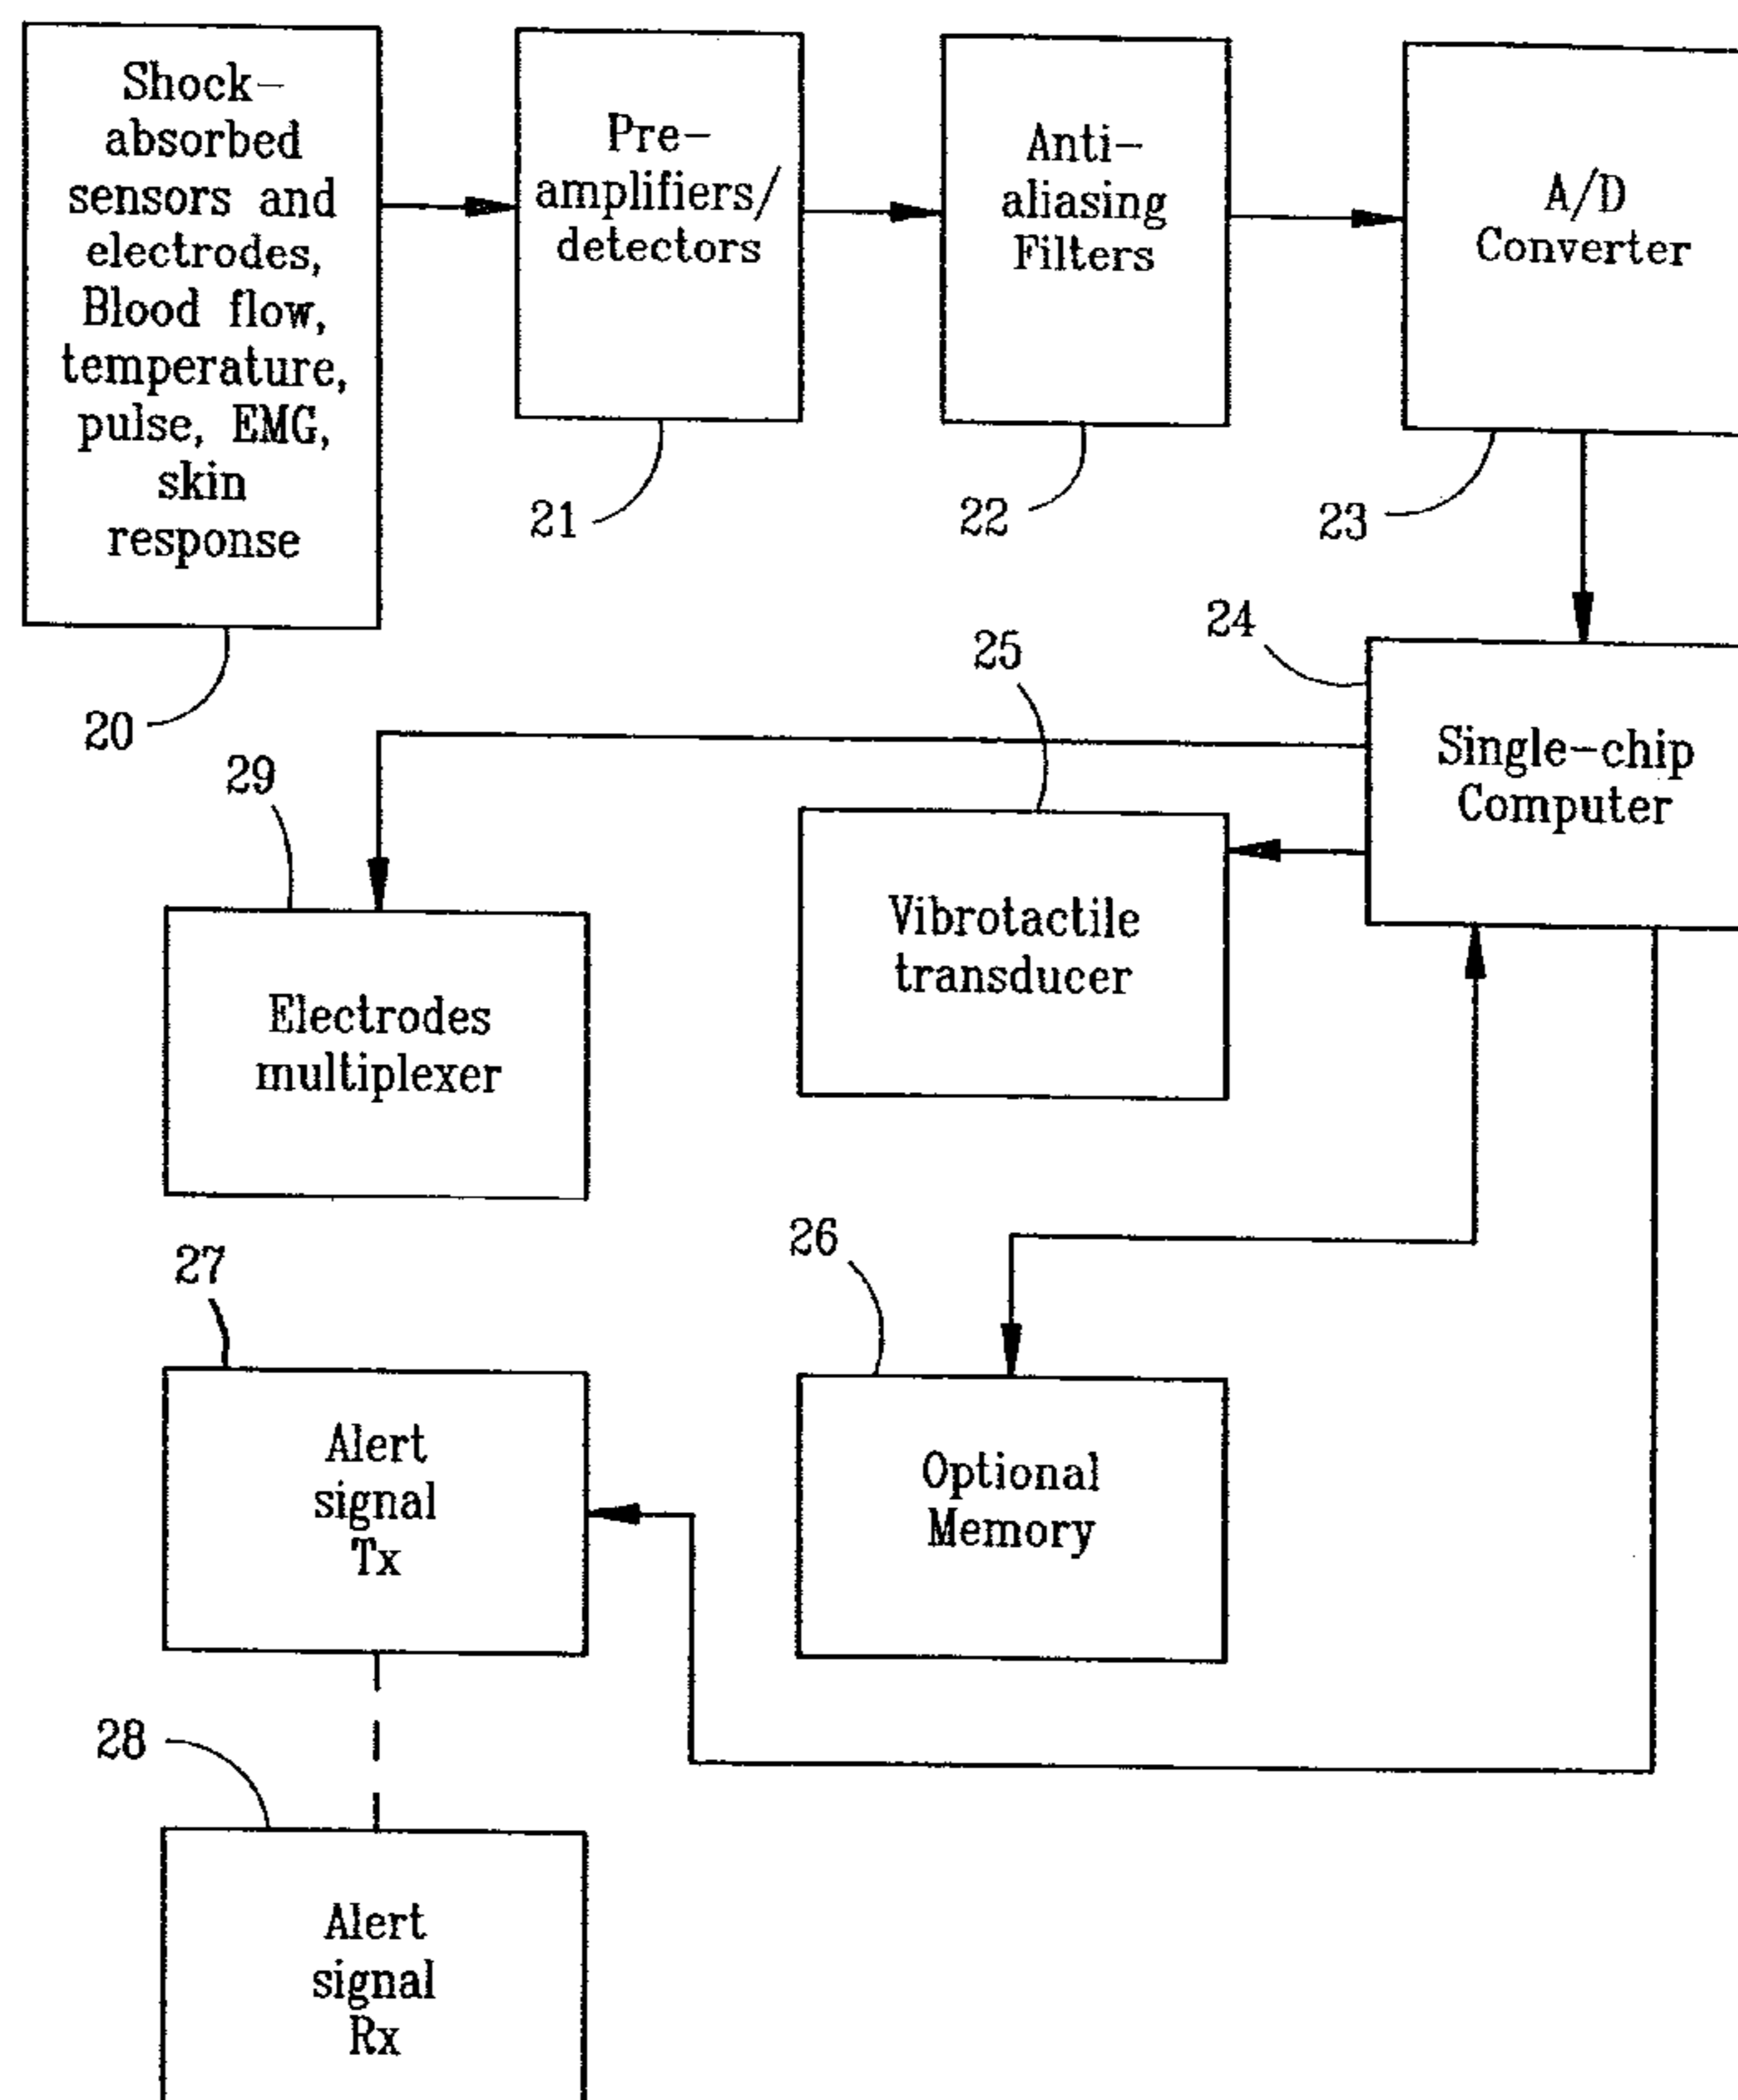 Shock-
absorbed
sensors and
electrodes,
Blood flow,
temperature,
pulse, EMG,
skin
response
20
Pre-
amplifiers/
detectors
21
Anti-
aliasing
Filters
22
A/D
Converter
23
24
Single-chip
Computer
25
Vibrotactile
transducer
29
Electrodes
multiplexer
26
Optional
Memory
27
Alert
signal
Tx
28
Alert
signal
Rx